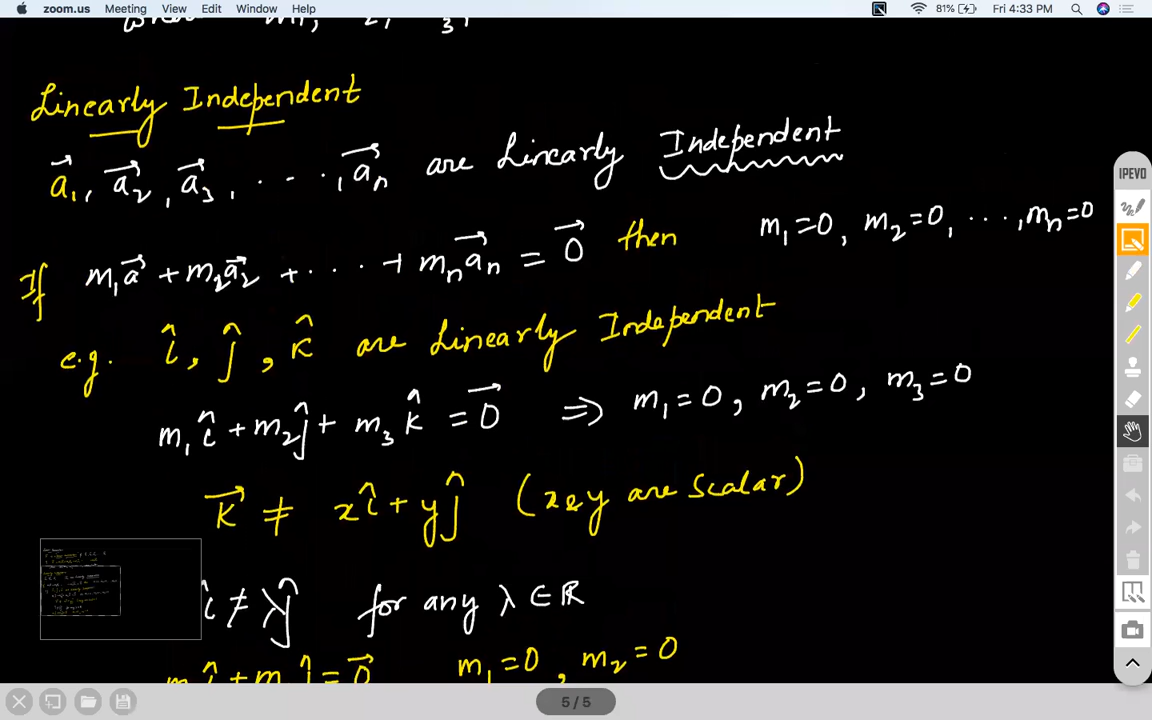 zoom.us Meeting View Edit Window Help 81% Fri 4:33 PM
Linearly Independent
a⃗₁, a⃗₂, a⃗₃, . - - ., a⃗n are Linearly Independent
If m₁a⃗ + m₂a⃗₂ + . . . . + mₙa⃗ₙ = 0⃗ then m₁=0, m₂=0, ..., mₙ=0
e.g. î, ĵ, k̂ are Linearly Independent
m₁î + m₂ĵ + m₃k̂ = 0⃗ ⇒ m₁=0, m₂=0, m₃=0
k⃗ ≠ xî + yĵ (x & y are scalar)
î ≠ λĵ for any λ ∈ ℝ
m₁=0, m₂=0
IPEVO
5 / 5